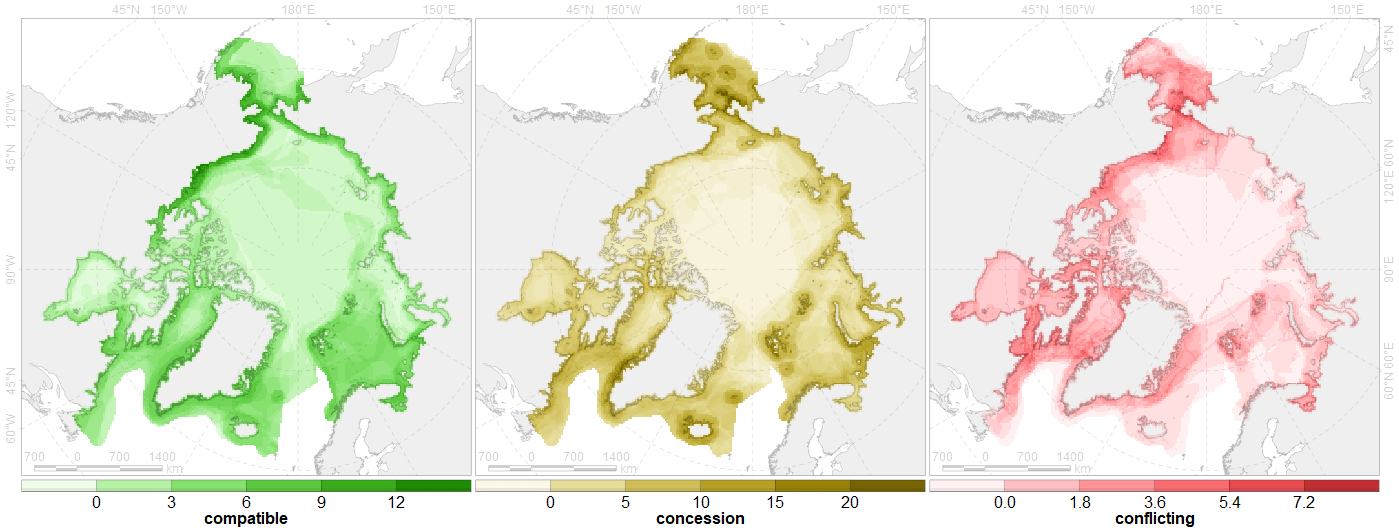 45°N 150°W 180°E 150°E
45°N 150°W 180°E 150°E
45°N 150°W 180°E 150°E
120°W
45°N
90°W
45°N
60°W
45°N
60°N
120°E
90°E
60°E
60°N
700 0 700 1400 km
700 0 700 1400 km
700 0 700 1400 km
0 3 6 9 12
0 5 10 15 20
0.0 1.8 3.6 5.4 7.2
compatible
concession
conflicting